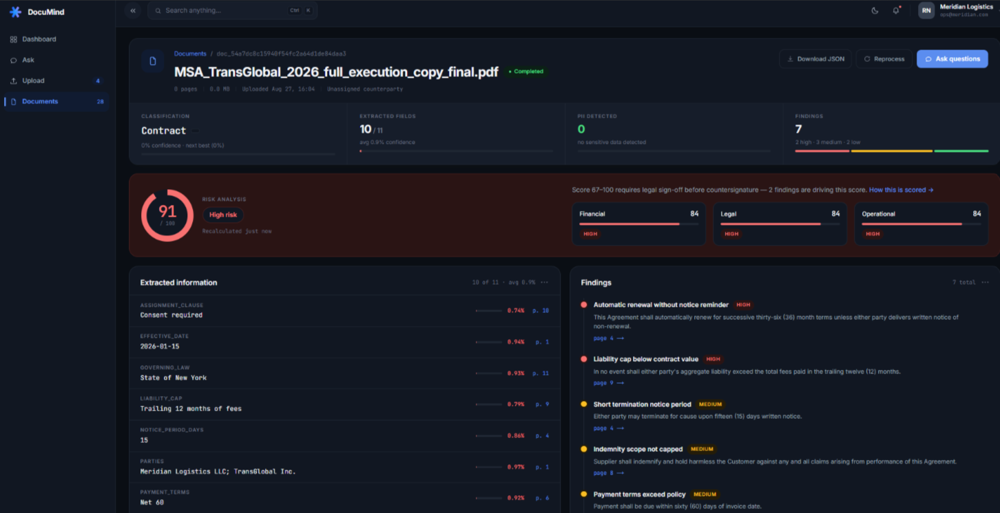 DocuMind
Search anything...
Ctrl K
RN
Meridian Logistics
ops@meridian.com
Dashboard
Ask
Upload 4
Documents 28
Documents / doc_54a7dc8c15940f54fc2a64d1de84daa3
MSA_TransGlobal_2026_full_execution_copy_final.pdf
• Completed
0 pages
0.0 MB
Uploaded Aug 27, 16:04
Unassigned counterparty
Download JSON
Reprocess
Ask questions
CLASSIFICATION
Contract
0% confidence · next best (0%)
EXTRACTED FIELDS
10 / 11
avg 0.9% confidence
PII DETECTED
0
no sensitive data detected
FINDINGS
7
2 high · 3 medium · 2 low
91
/ 100
RISK ANALYSIS
High risk
Recalculated just now
Score 67–100 requires legal sign-off before countersignature — 2 findings are driving this score. How this is scored →
Financial 84
HIGH
Legal 84
HIGH
Operational 84
HIGH
Extracted information
10 of 11 · avg 0.9% ···
ASSIGNMENT_CLAUSE
Consent required
0.74% p. 10
EFFECTIVE_DATE
2026-01-15
0.94% p. 1
GOVERNING_LAW
State of New York
0.93% p. 11
LIABILITY_CAP
Trailing 12 months of fees
0.79% p. 9
NOTICE_PERIOD_DAYS
15
0.86% p. 4
PARTIES
Meridian Logistics LLC; TransGlobal Inc.
0.97% p. 1
PAYMENT_TERMS
Net 60
0.92% p. 6
Findings
7 total ···
Automatic renewal without notice reminder HIGH
This Agreement shall automatically renew for successive thirty-six (36) month terms unless either party delivers written notice of
non-renewal.
page 4 →
Liability cap below contract value HIGH
In no event shall either party's aggregate liability exceed the total fees paid in the trailing twelve (12) months.
page 9 →
Short termination notice period MEDIUM
Either party may terminate for cause upon fifteen (15) days written notice.
page 4 →
Indemnity scope not capped MEDIUM
Supplier shall indemnify and hold harmless the Customer against any and all claims arising from performance of this Agreement.
page 8 →
Payment terms exceed policy MEDIUM
Payment shall be due within sixty (60) days of invoice date.